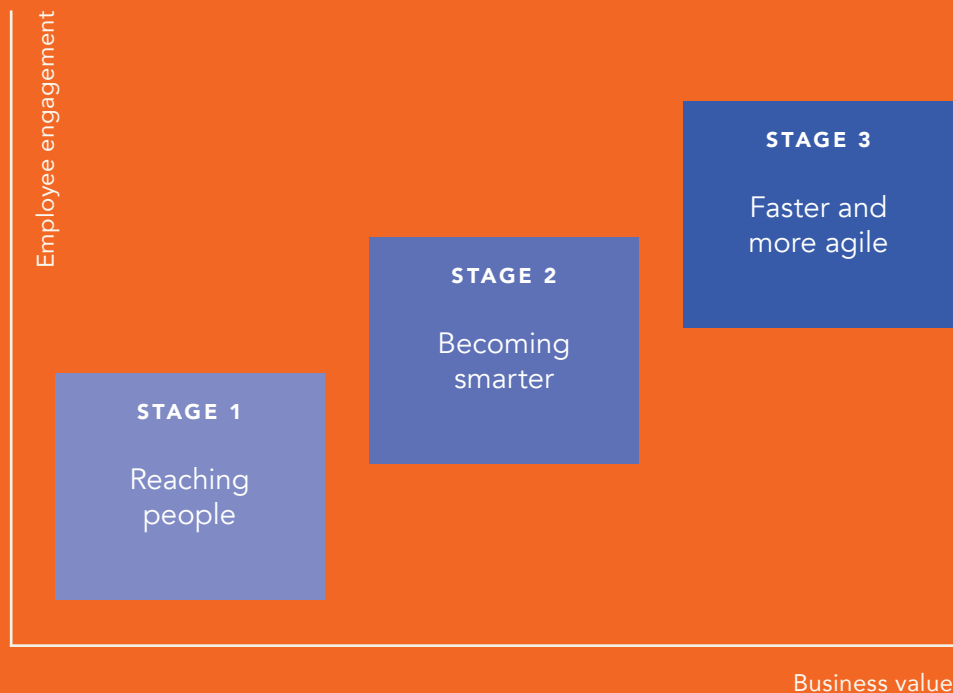 Employee engagement
STAGE 3
Faster and
more agile
STAGE 2
Becoming
smarter
STAGE 1
Reaching
people
Business value